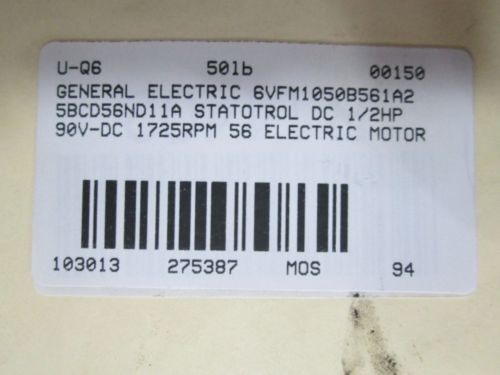 U-Q6 50lb 00150
GENERAL ELECTRIC 6VFM1050B561A2
5BCD56ND11A STATOTROL DC 1/2HP
90V-DC 1725RPM 56 ELECTRIC MOTOR
103013 275387 MOS 94